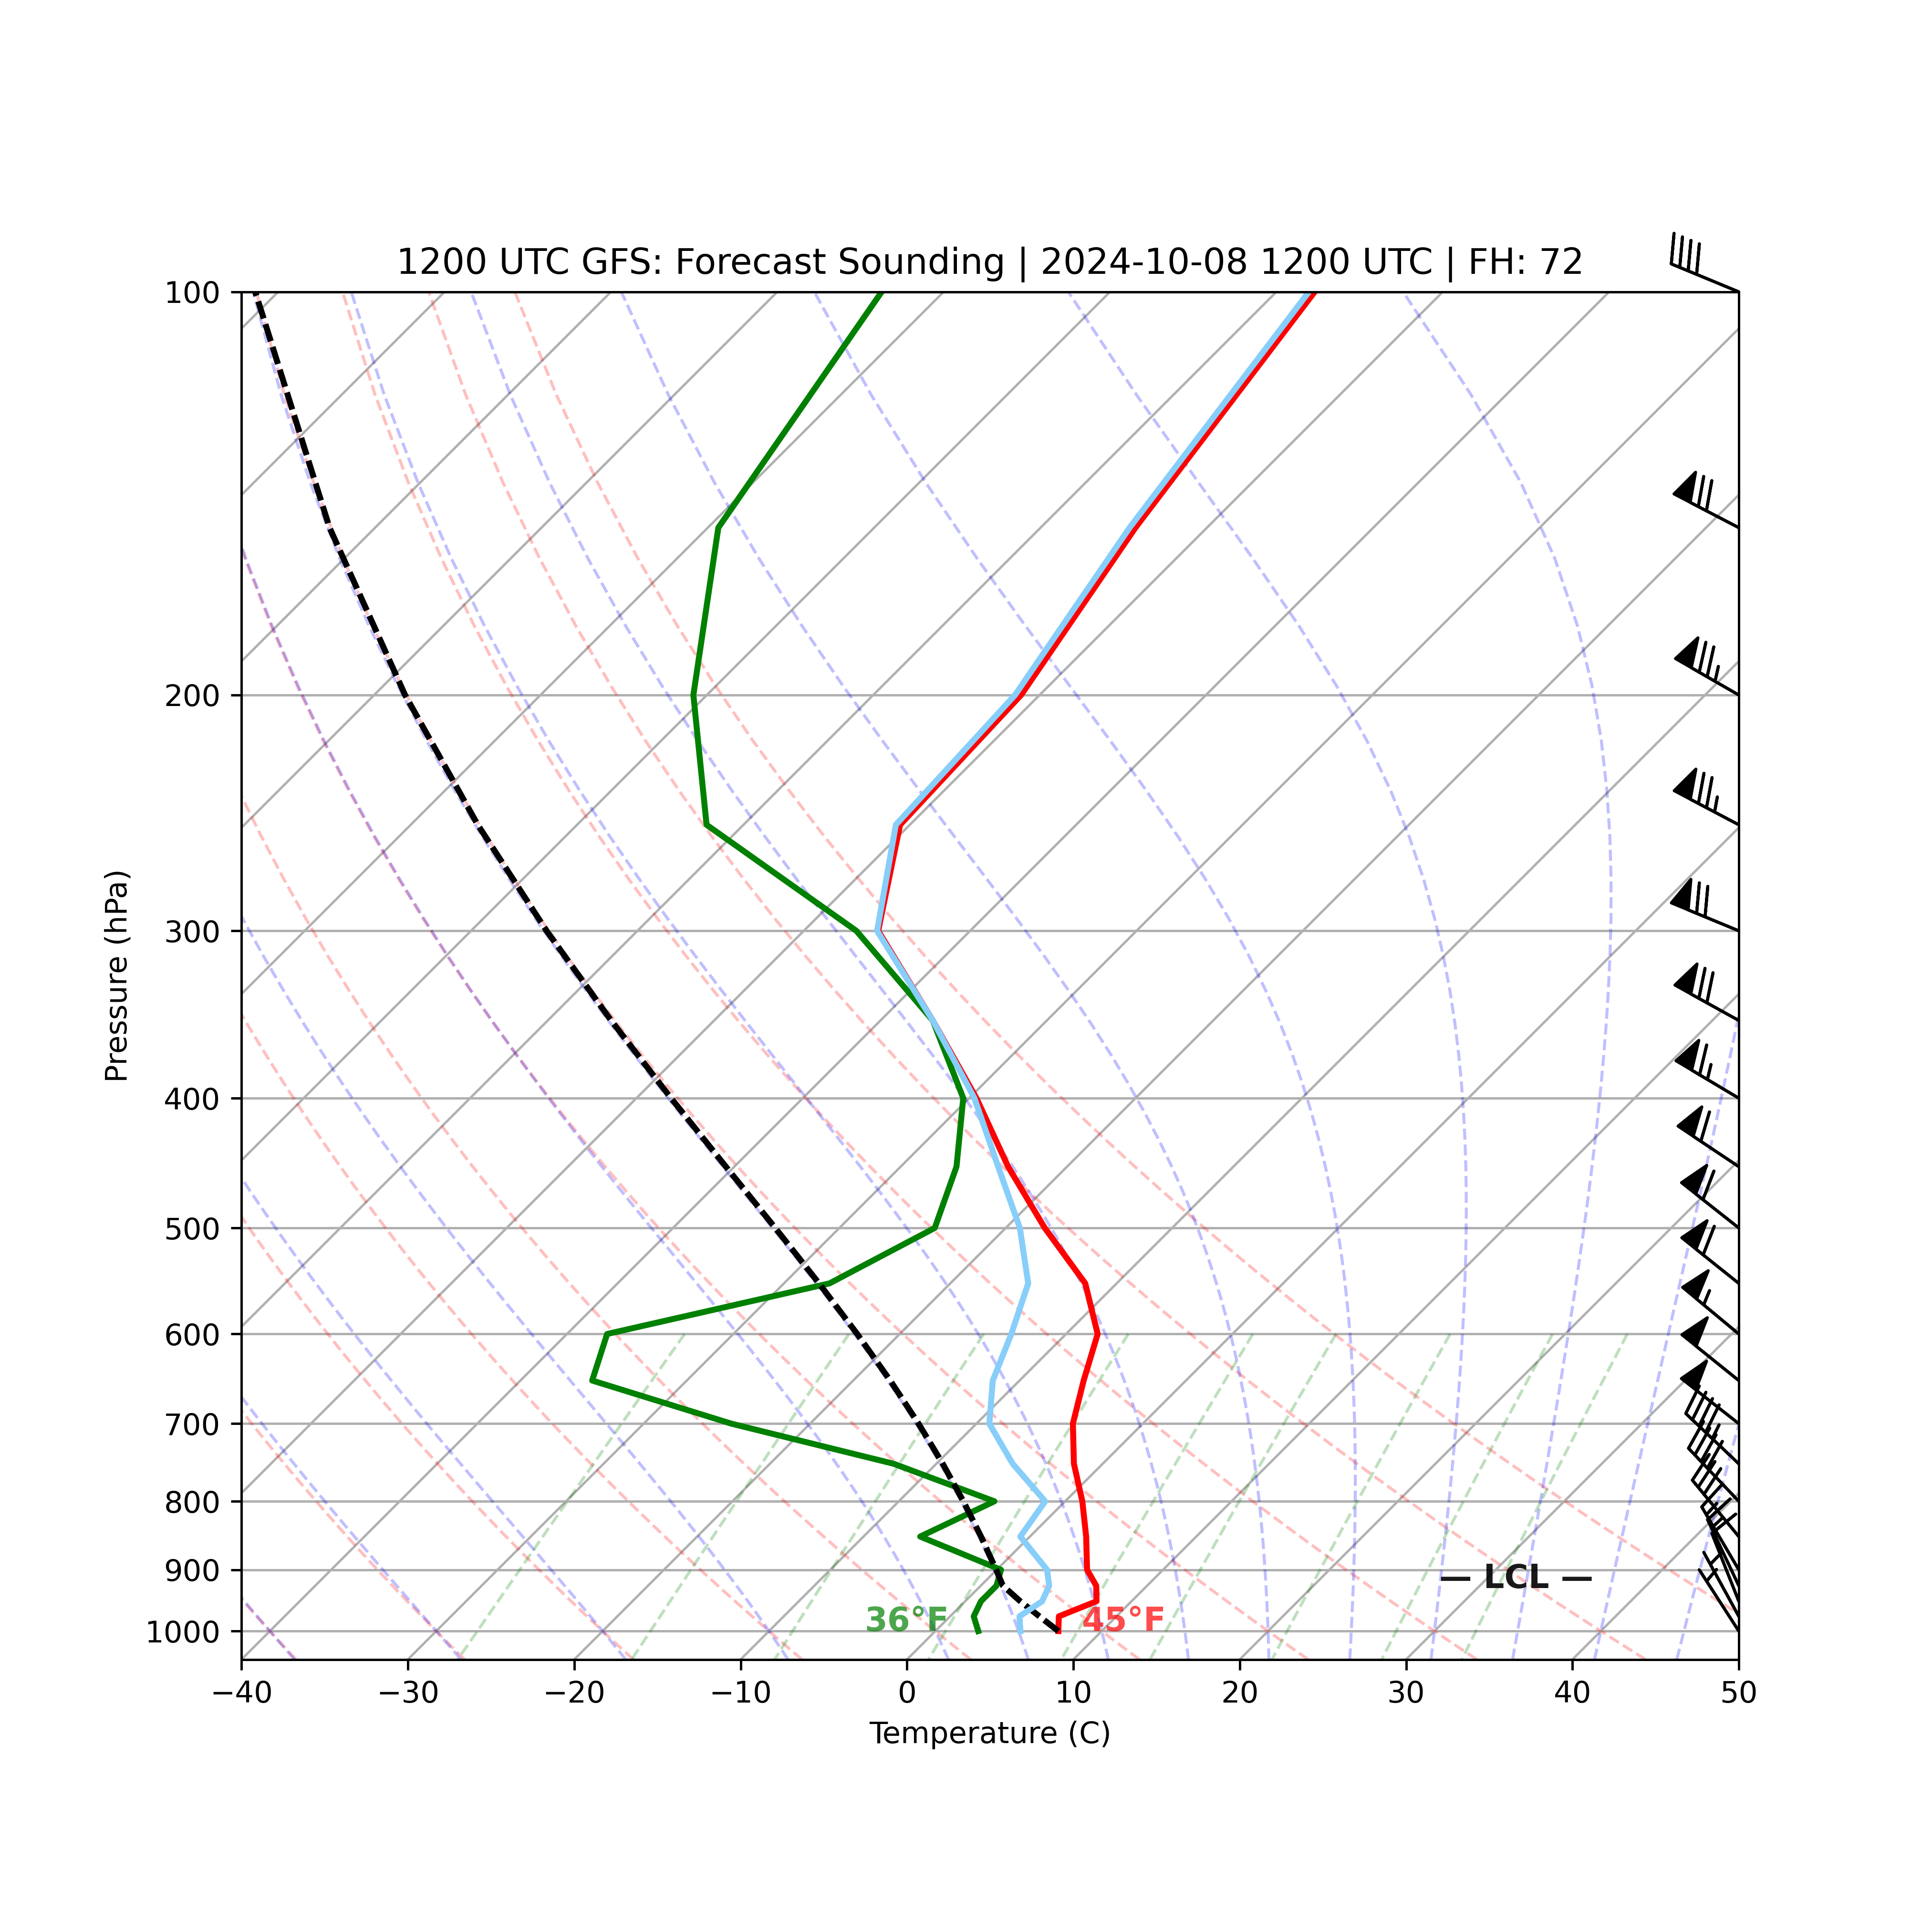 1200 UTC GFS: Forecast Sounding | 2024-10-08 1200 UTC | FH: 72
100
200
300
400
500
600
700
800
900
1000
Pressure (hPa)
— LCL —
36°F
45°F
−40 −30 −20 −10 0 10 20 30 40 50
Temperature (C)